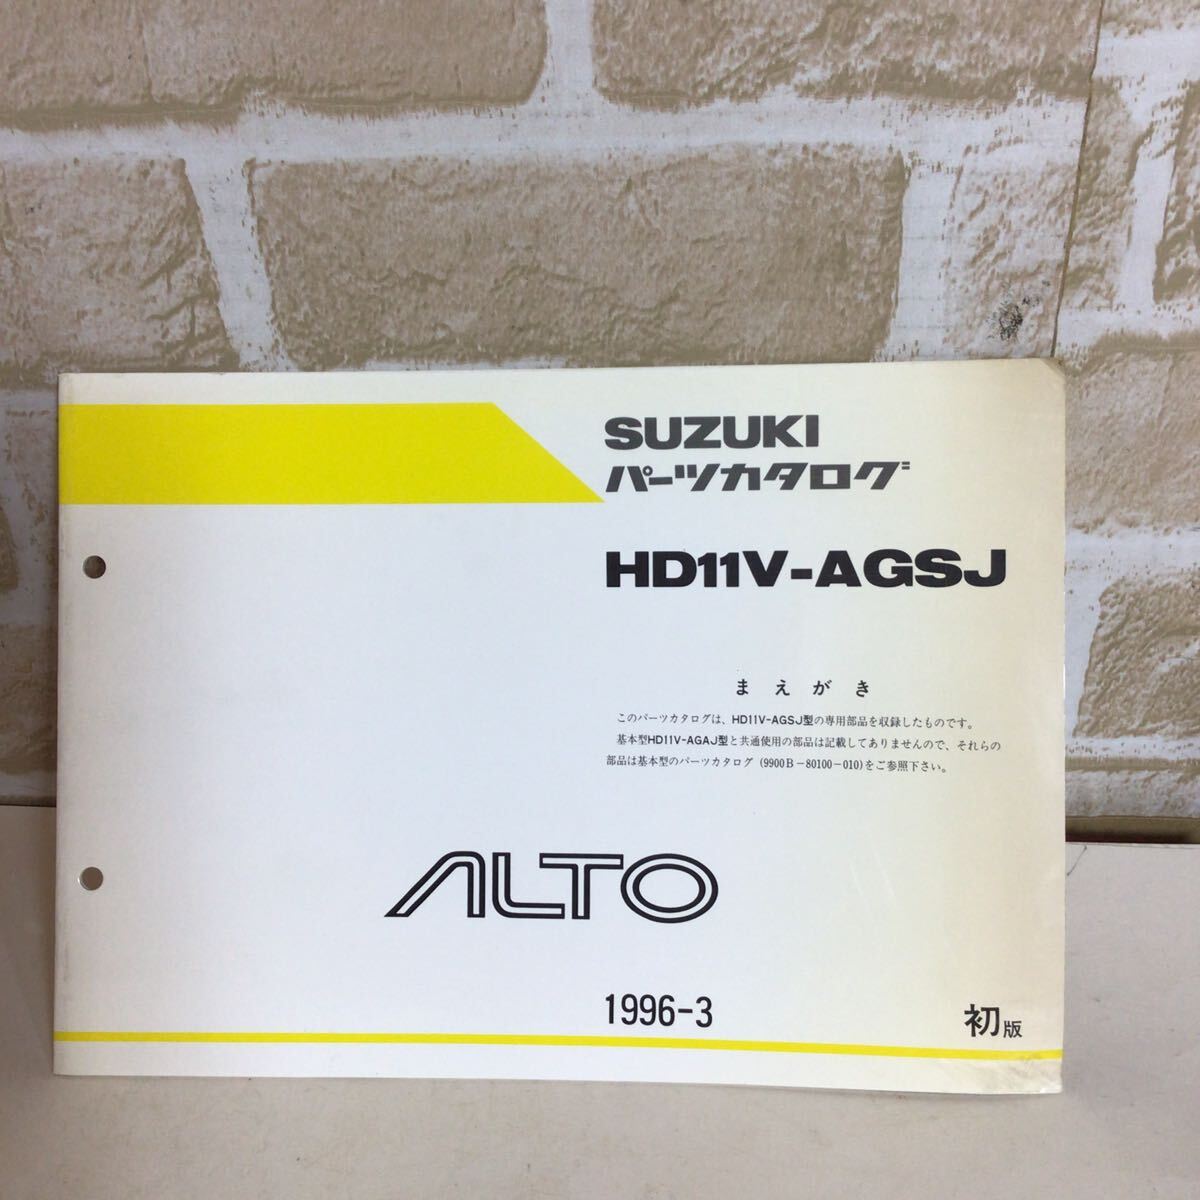 SUZUKI
パーツカタログ
HD11V-AGSJ
まえがき
このパーツカタログは、HD11V-AGSJ型の専用部品を収録したものです。
基本型HD11V-AGAJ型と共通使用の部品は記載してありませんので、それらの
部品は基本型のパーツカタログ(9900B-80100-010)をご参照下さい。
ALTO
1996-3
初版